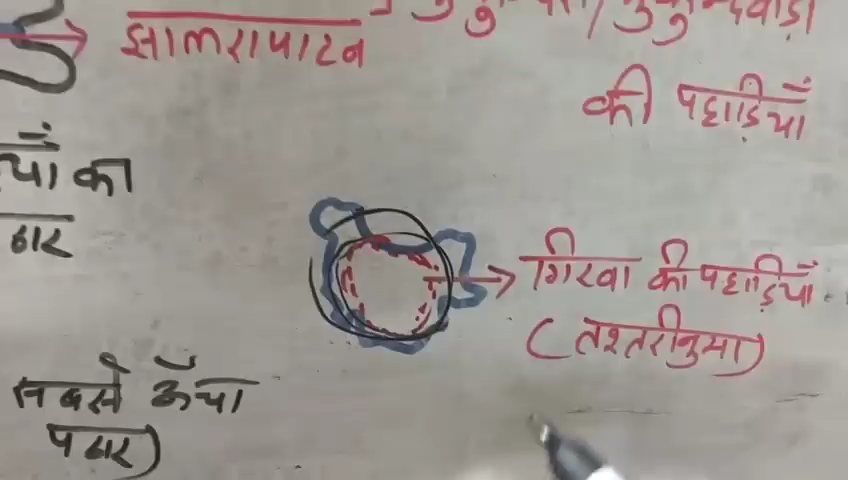 झालरापाटन
की पहाड़ियाँ
याँ का
ठार
गिरवा की पहाड़ियाँ
(तश्तरीनुमा)
सबसे ऊँचा
पठार)